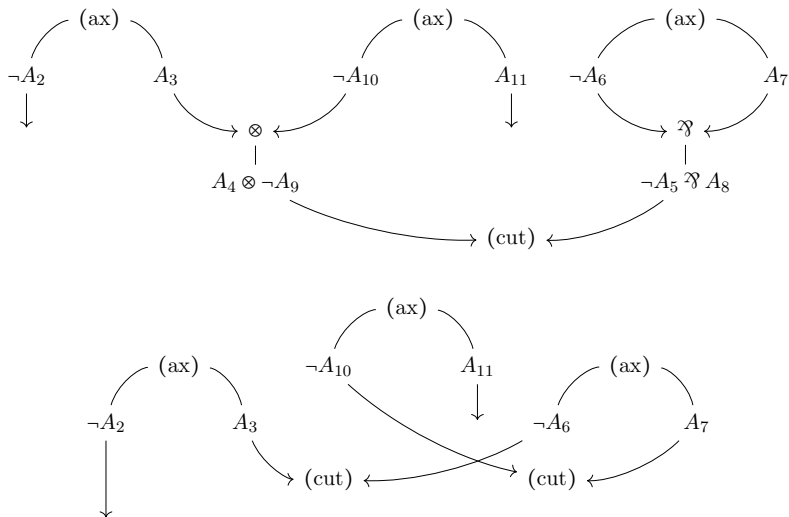 (ax) (ax) (ax)
¬A₂ A₃ ¬A₁₀ A₁₁ ¬A₆ A₇
⊗ ⅋
A₄ ⊗ ¬A₉ ¬A₅ ⅋ A₈
(cut)
(ax)
(ax) ¬A₁₀ A₁₁ (ax)
¬A₂ A₃ ¬A₆ A₇
(cut) (cut)